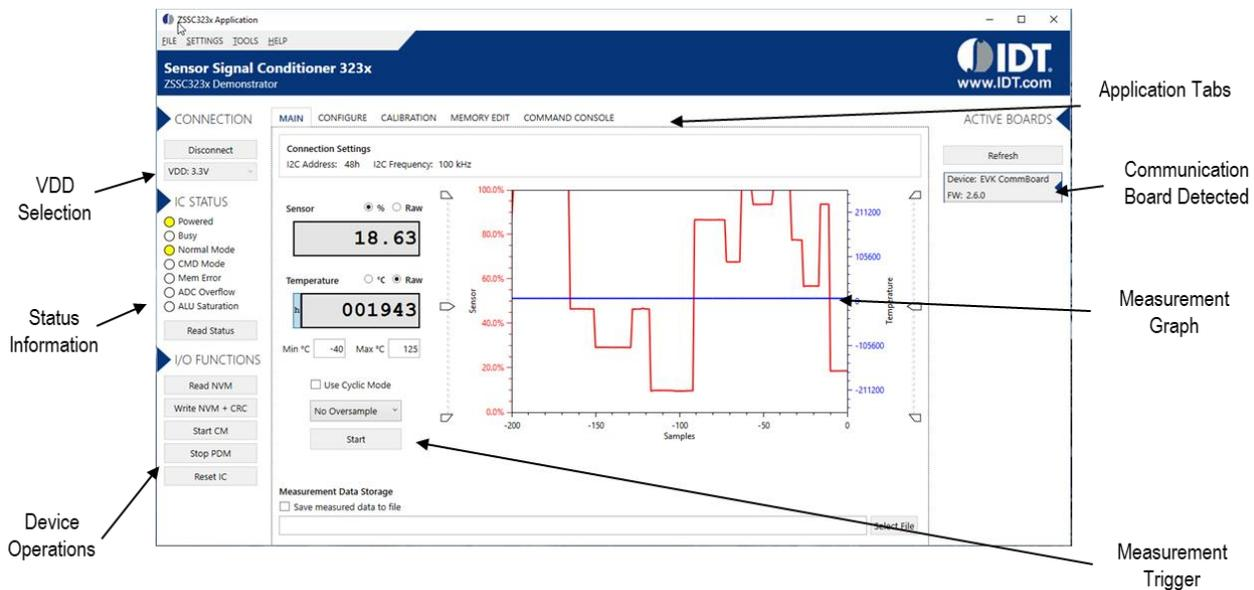 ZSSC323x Application
FILE SETTINGS TOOLS HELP
Sensor Signal Conditioner 323x
ZSSC323x Demonstrator
IDT.
www.IDT.com
CONNECTION
Disconnect
VDD: 3.3V
IC STATUS
Powered
Busy
Normal Mode
CMD Mode
Mem Error
ADC Overflow
ALU Saturation
Read Status
I/O FUNCTIONS
Read NVM
Write NVM + CRC
Start CM
Stop PDM
Reset IC
MAIN CONFIGURE CALIBRATION MEMORY EDIT COMMAND CONSOLE
Connection Settings
I2C Address: 48h I2C Frequency: 100 kHz
Sensor % Raw
18.63
Temperature °C Raw
h 001943
Min °C -40 Max °C 125
Use Cyclic Mode
No Oversample
Start
100.0%
80.0%
60.0%
40.0%
20.0%
0.0%
Sensor
-200 -150 -100 -50 0
Samples
211200
105600
0
-105600
-211200
Temperature
Measurement Data Storage
Save measured data to file
Select File
ACTIVE BOARDS
Refresh
Device: EVK CommBoard
FW: 2.6.0
VDD
Selection
Status
Information
Device
Operations
Application Tabs
Communication
Board Detected
Measurement
Graph
Measurement
Trigger